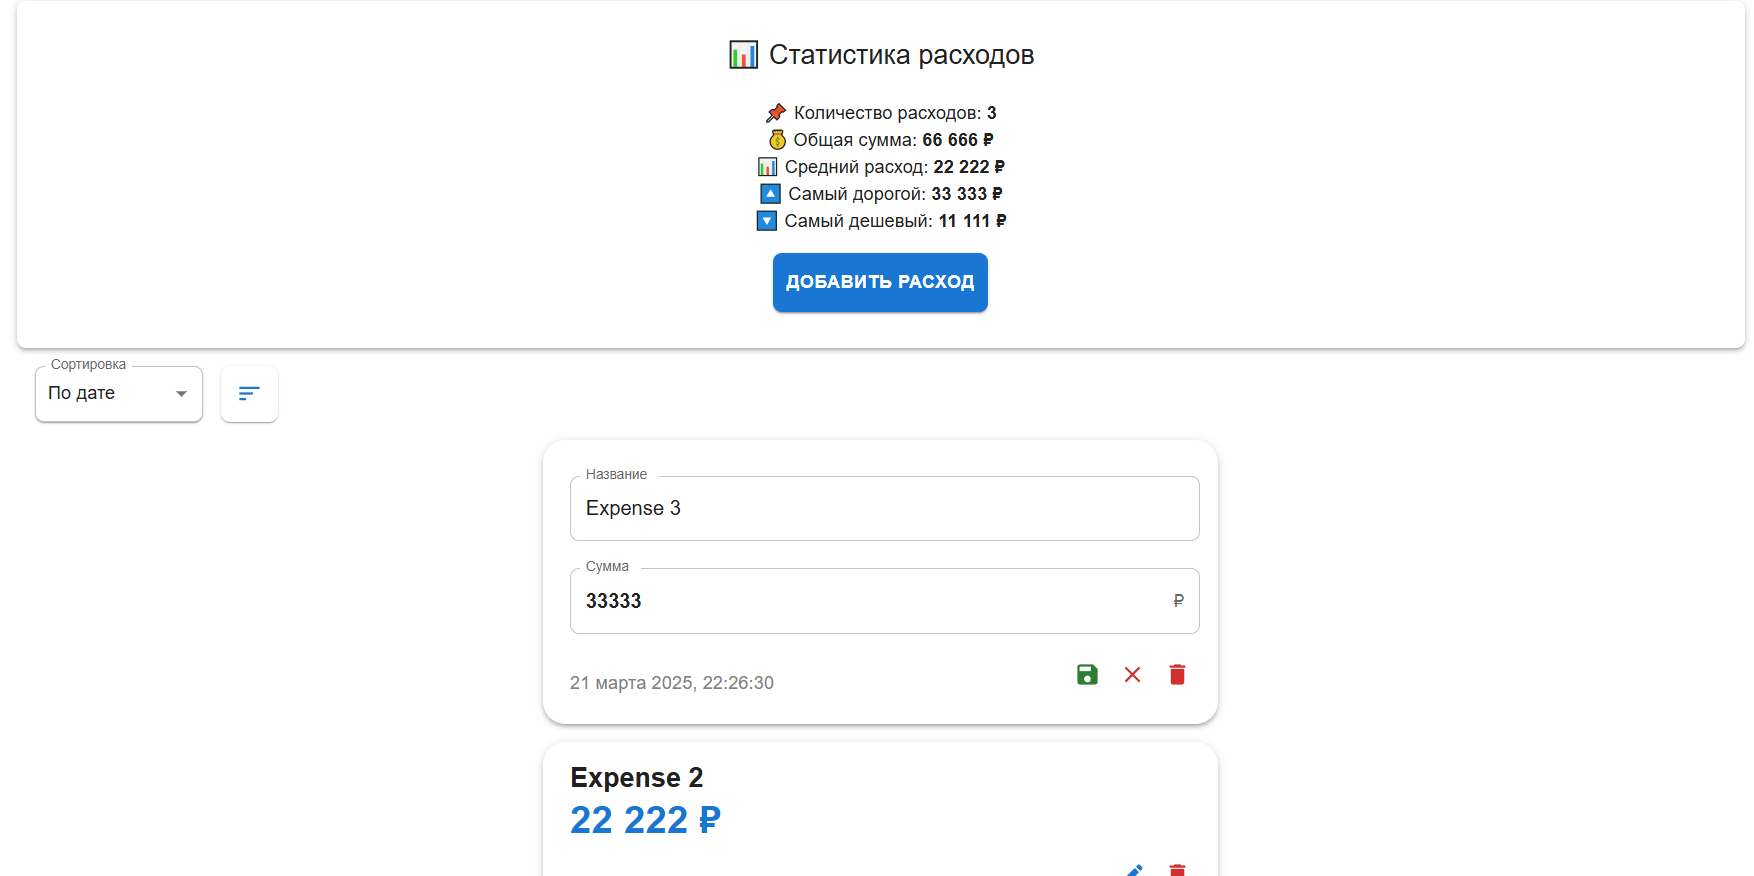 Статистика расходов
Количество расходов: 3
Общая сумма: 66 666 ₽
Средний расход: 22 222 ₽
Самый дорогой: 33 333 ₽
Самый дешевый: 11 111 ₽
ДОБАВИТЬ РАСХОД
Сортировка
По дате
Название
Expense 3
Сумма
33333 ₽
21 марта 2025, 22:26:30
Expense 2
22 222 ₽